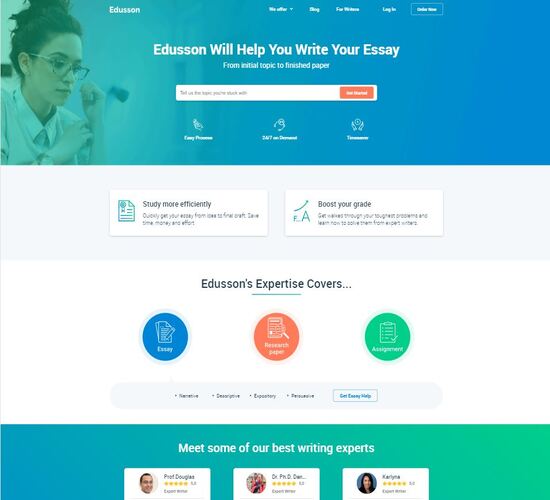 Edusson
We offer
Blog
For Writers
Log In
Order Now
Edusson Will Help You Write Your Essay
From initial topic to finished paper
Tell us the topic you're stuck with
Get Started
Easy Process
24/7 on Demand
Timesaver
Study more efficiently
Quickly get your essay from idea to final draft. Save
time, money and effort.
Boost your grade
Get walked through your toughest problems and
learn how to solve them from expert writers.
F... A
Edusson's Expertise Covers...
Essay
Research
paper
Assignment
Narrative
Descriptive
Expository
Persuasive
Get Essay Help
Meet some of our best writing experts
Prof Douglas
5,0
Expert Writer
Dr. Ph.D. Dan...
5,0
Expert Writer
Karlyna
5,0
Expert Writer